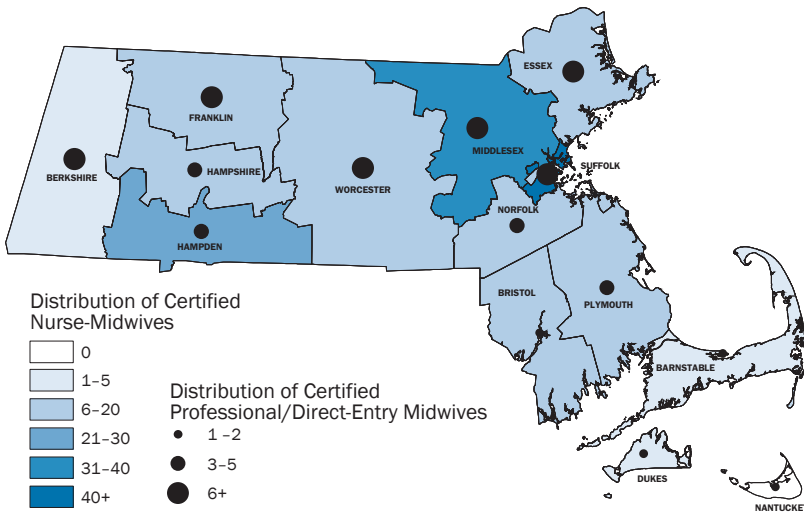 ESSEX
FRANKLIN
MIDDLESEX
BERKSHIRE
HAMPSHIRE
SUFFOLK
WORCESTER
NORFOLK
HAMPDEN
BRISTOL
PLYMOUTH
BARNSTABLE
DUKES
NANTUCKE
Distribution of Certified
Nurse-Midwives
0
1–5
6–20
21–30
31–40
40+
Distribution of Certified
Professional/Direct-Entry Midwives
1–2
3–5
6+